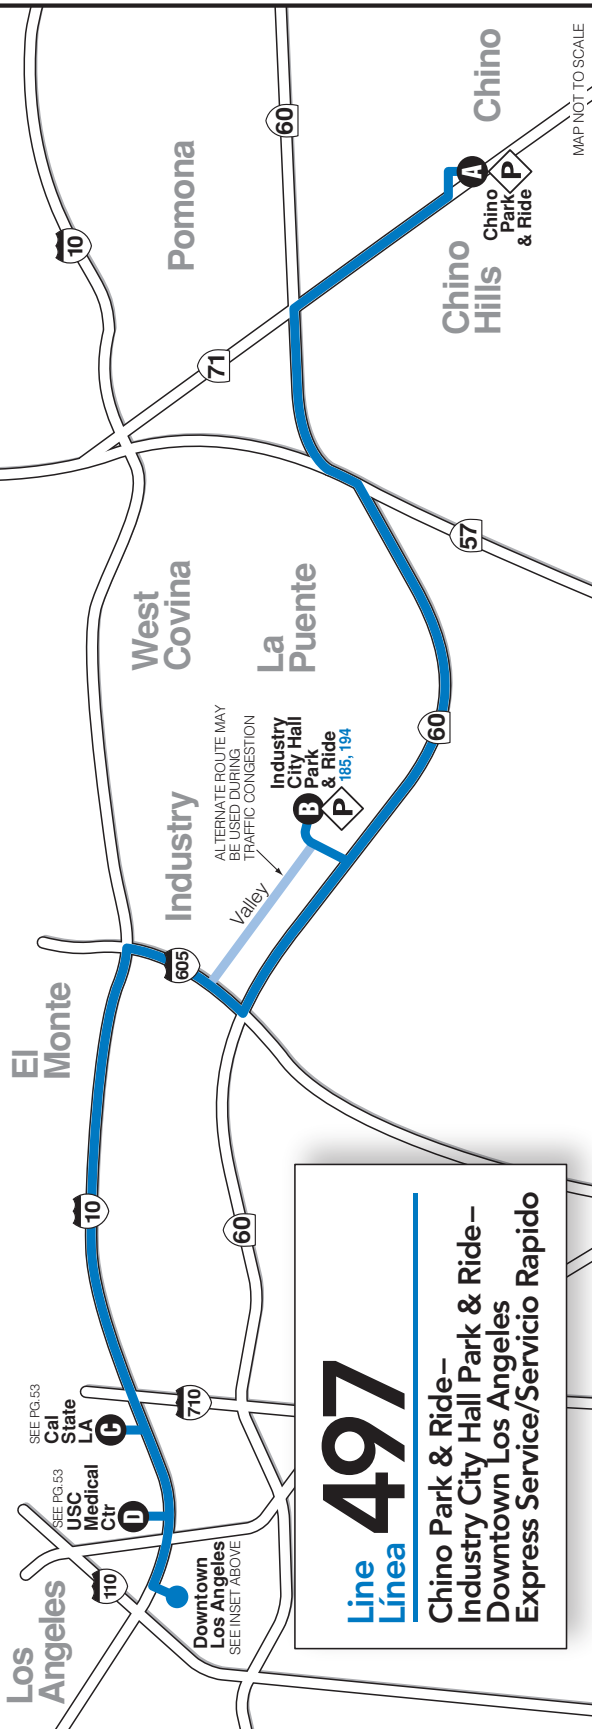 Los
Angeles
110
Downtown
Los Angeles
SEE INSET ABOVE
SEE PG.53
USC
Medical
Ctr
D
SEE PG.53
Cal
State
LA
C
710
10
60
El
Monte
605
Industry
Valley
ALTERNATE ROUTE MAY
BE USED DURING
TRAFFIC CONGESTION
B
P
Industry
City Hall
Park
& Ride
185, 194
West
Covina
La
Puente
60
57
71
10
Pomona
60
Chino
Hills
A
P
Chino
Park
& Ride
Chino
MAP NOT TO SCALE
Line
Línea
497
Chino Park & Ride–
Industry City Hall Park & Ride–
Downtown Los Angeles
Express Service/Servicio Rapido